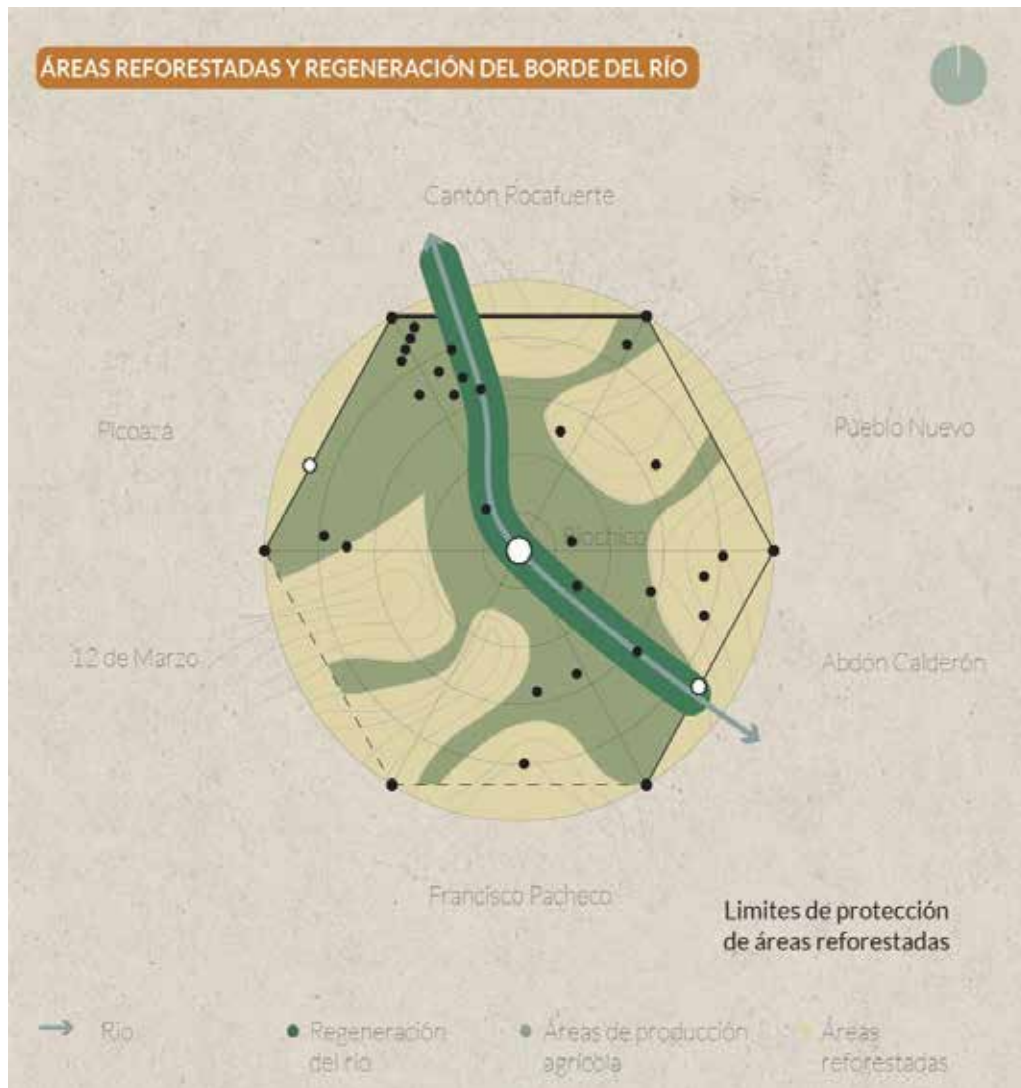 ÁREAS REFORESTADAS Y REGENERACIÓN DEL BORDE DEL RÍO
Cantón Rocafuerte
Picoazá
Pueblo Nuevo
Riochico
12 de Marzo
Abdón Calderón
Francisco Pacheco
Limites de protección
de áreas reforestadas
Río
Regeneración
del río
Áreas de producción
agrícola
Áreas
reforestadas